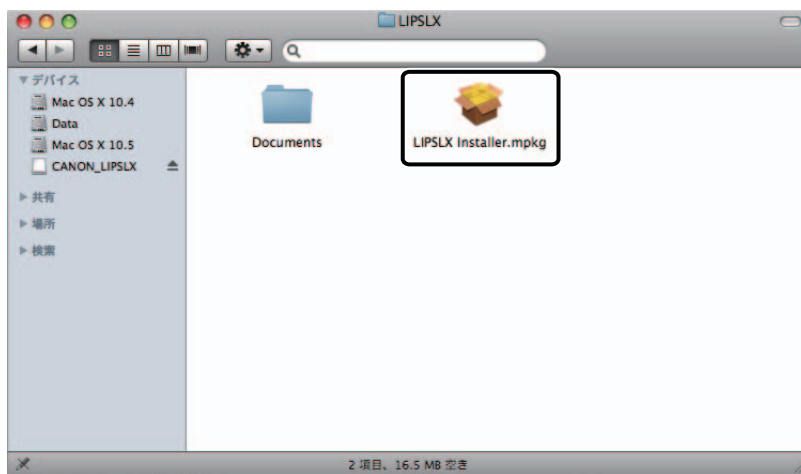 LIPSLX
デバイス
Mac OS X 10.4
Data
Mac OS X 10.5
CANON_LIPSLX
共有
場所
検索
Documents
LIPSLX Installer.mpkg
2 項目、16.5 MB 空き